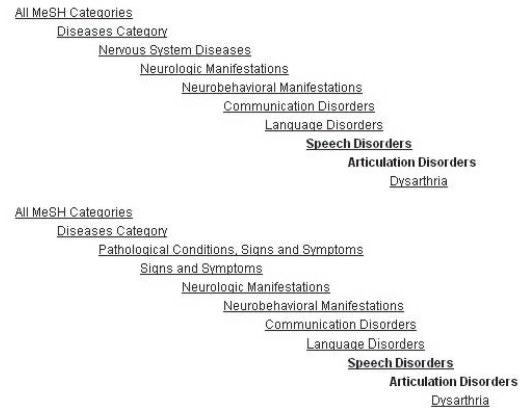 All MeSH Categories
Diseases Category
Nervous System Diseases
Neurologic Manifestations
Neurobehavioral Manifestations
Communication Disorders
Language Disorders
Speech Disorders
Articulation Disorders
Dysarthria
All MeSH Categories
Diseases Category
Pathological Conditions, Signs and Symptoms
Signs and Symptoms
Neurologic Manifestations
Neurobehavioral Manifestations
Communication Disorders
Language Disorders
Speech Disorders
Articulation Disorders
Dysarthria